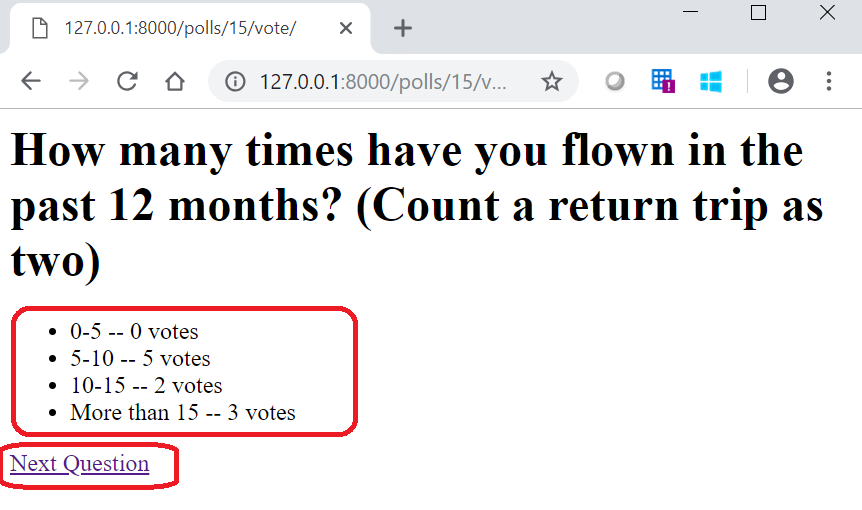 127.0.0.1:8000/polls/15/vote/
127.0.0.1:8000/polls/15/v...
How many times have you flown in the
past 12 months? (Count a return trip as
two)
0-5 -- 0 votes
5-10 -- 5 votes
10-15 -- 2 votes
More than 15 -- 3 votes
Next Question